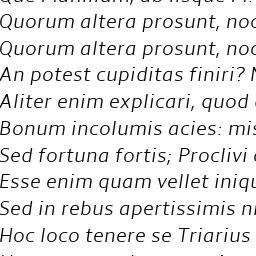 Quorum altera prosunt, noc
Quorum altera prosunt, noc
An potest cupiditas finiri?
Aliter enim explicari, quod
Bonum incolumis acies: mis
Sed fortuna fortis; Proclivi
Esse enim quam vellet iniqu
Sed in rebus apertissimis
Hoc loco tenere se Triarius